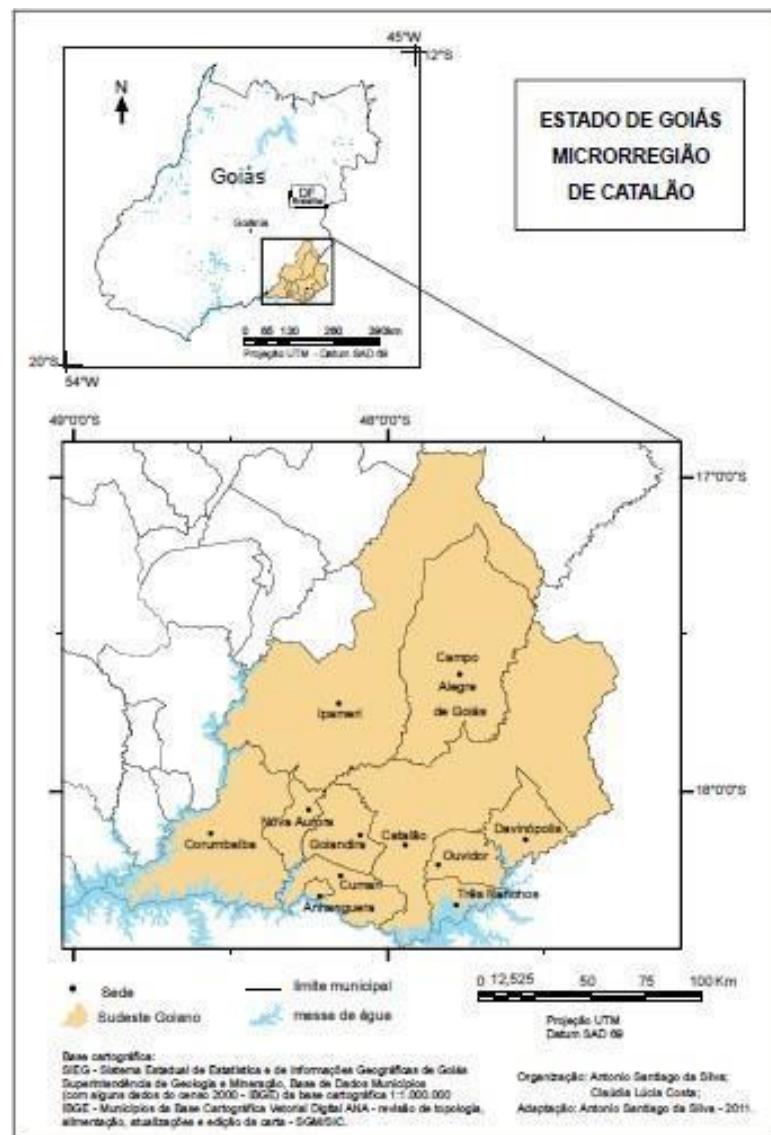 45°W
12°S
N
ESTADO DE GOIÁS
MICRORREGIÃO
DE CATALÃO
Goiás
DF
Goiânia
0 65 130 260 390km
Projeção UTM - Datum SAD 69
20°S
54°W
49°0'0"S
48°0'0"S
17°0'0"S
Campo
Alegre
de Goiás
Ipameri
18°0'0"S
Nova Aurora
Corumbaíba
Goiandira
Catalão
Davinópolis
Ouvidor
Cumari
Três Ranchos
Anhanguera
Sede
limite municipal
Sudeste Goiano
massa de água
0 12,525 50 75 100 Km
Projeção UTM
Datum SAD 69
Base cartográfica:
SIEG - Sistema Estadual de Estatística e de Informações Geográficas de Goiás
Superintendência de Geologia e Mineração, Base de Dados Municípios
(com alguns dados do censo 2000 - IBGE) da base cartográfica 1:1.000.000
IBGE - Municípios da Base Cartográfica Vetorial Digital ANA - revisão de topologia,
alimentação, atualizações e edição da carta - SGM/SIC.
Organização: Antonio Santiago da Silva;
Claúdia Lúcia Costa;
Adaptação: Antonio Santiago da Silva - 2011.